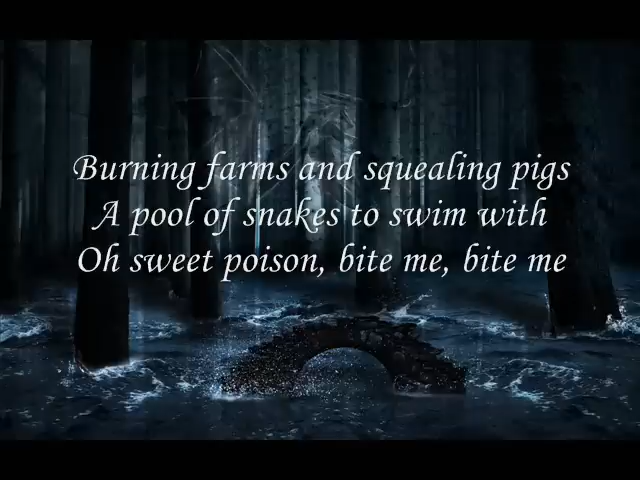 Burning farms and squealing pigs
A pool of snakes to swim with
Oh sweet poison, bite me, bite me